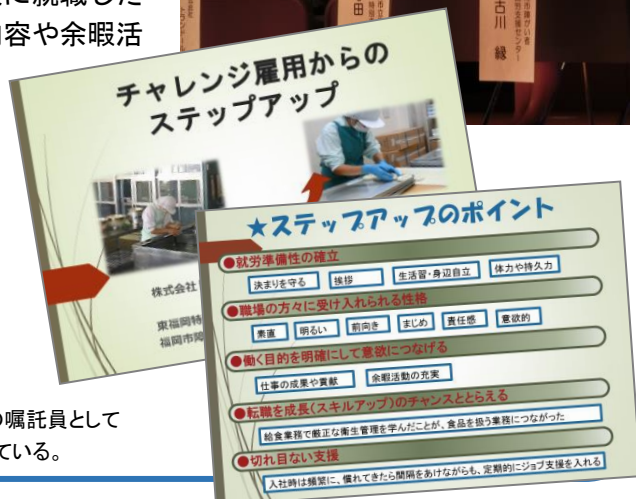 に就職した
内容や余暇活
田
市障がい者
労支援センター
古川 縁
チャレンジ雇用からの
ステップアップ
株式会社
東福岡特
福岡市障
★ステップアップのポイント
●就労準備性の確立
決まりを守る 挨拶 生活習・身辺自立 体力や持久力
●職場の方々に受け入れられる性格
素直 明るい 前向き まじめ 責任感 意欲的
●働く目的を明確にして意欲につなげる
仕事の成果や貢献 余暇活動の充実
●転職を成長(スキルアップ)のチャンスととらえる
給食業務で厳正な衛生管理を学んだことが、食品を扱う業務につながった
●切れ目ない支援
入社時は頻繁に、慣れてきたら間隔をあけながらも、定期的にジョブ支援を入れる
の嘱託員として
ている。